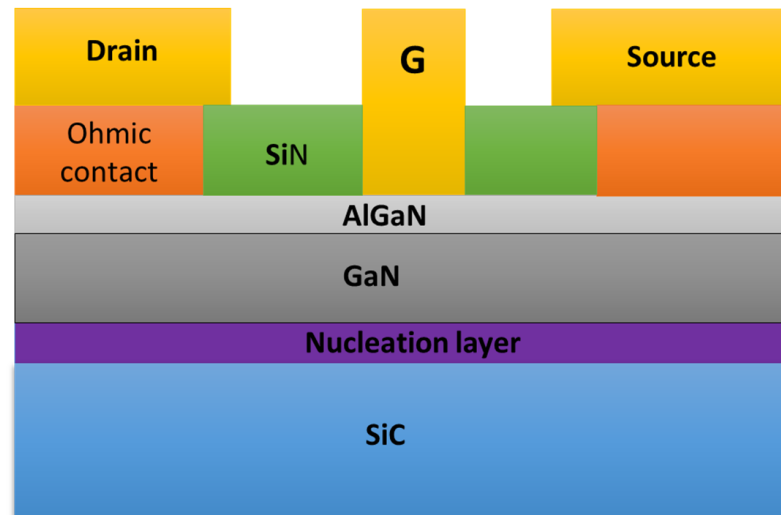 Drain
G
Source
Ohmic
contact
SiN
AlGaN
GaN
Nucleation layer
SiC